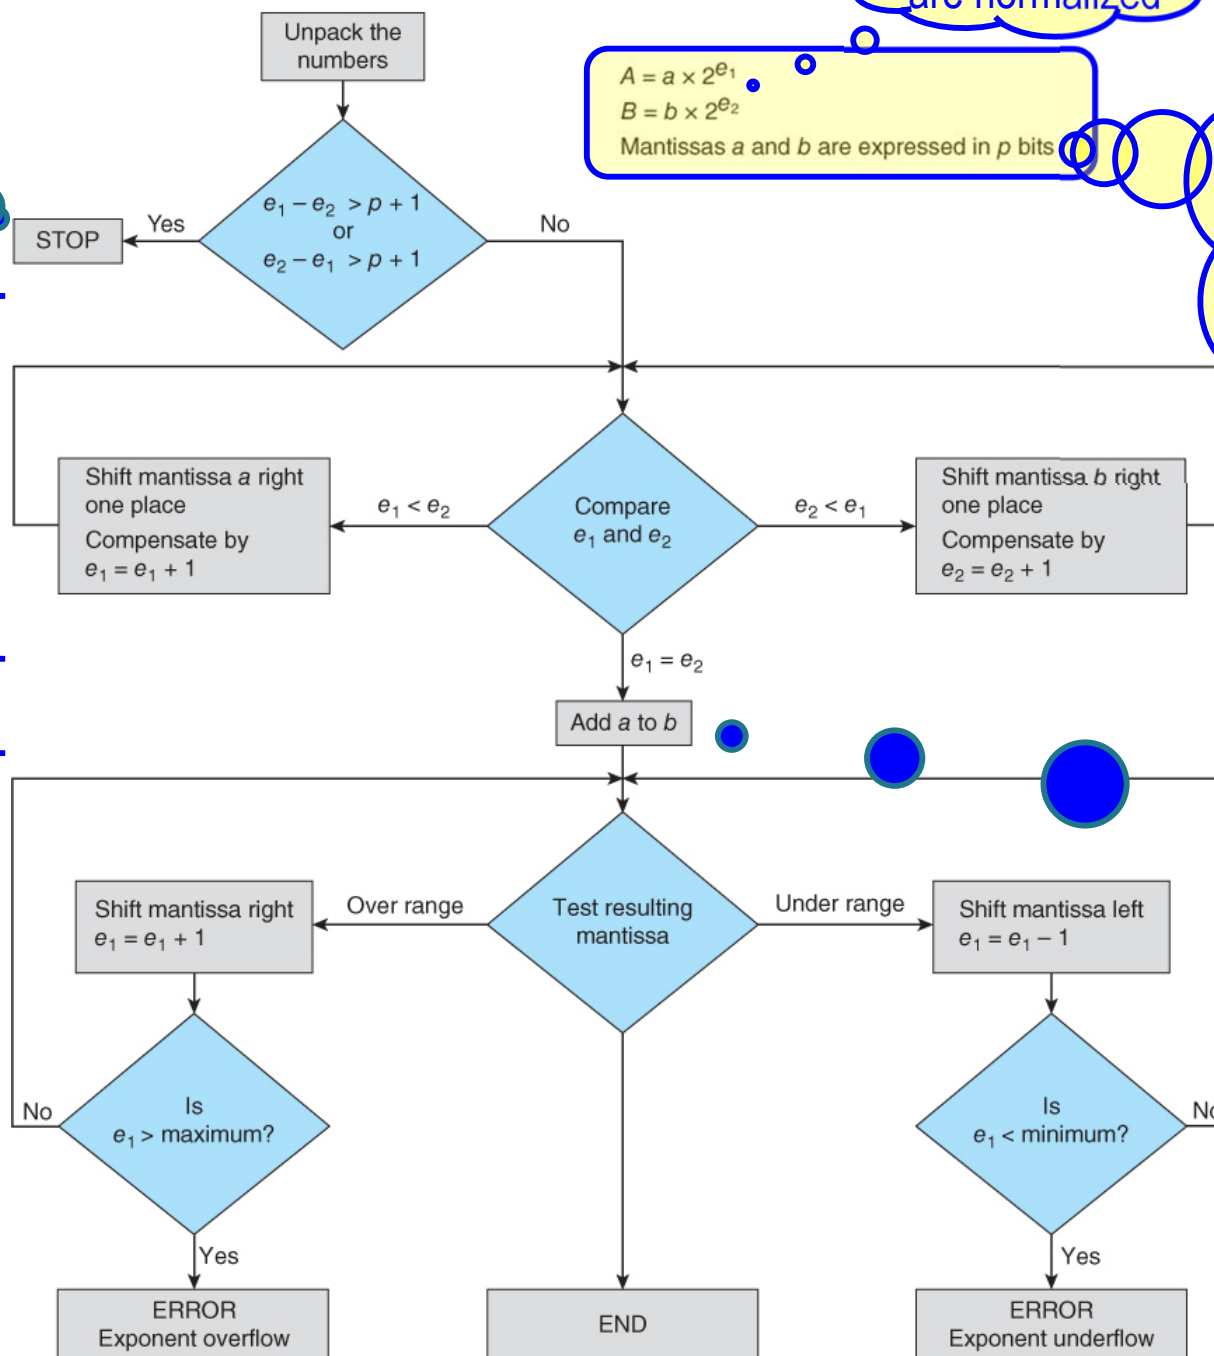 are normalized
Unpack the
numbers
A = a × 2^e₁
B = b × 2^e₂
Mantissas a and b are expressed in p bits
e₁ – e₂ > p + 1
or
e₂ – e₁ > p + 1
Yes
No
STOP
Shift mantissa a right
one place
Compensate by
e₁ = e₁ + 1
e₁ < e₂
Compare
e₁ and e₂
e₂ < e₁
Shift mantissa b right
one place
Compensate by
e₂ = e₂ + 1
e₁ = e₂
Add a to b
Shift mantissa right
e₁ = e₁ + 1
Over range
Test resulting
mantissa
Under range
Shift mantissa left
e₁ = e₁ – 1
No
Is
e₁ > maximum?
Is
e₁ < minimum?
Yes
Yes
ERROR
Exponent overflow
END
ERROR
Exponent underflow